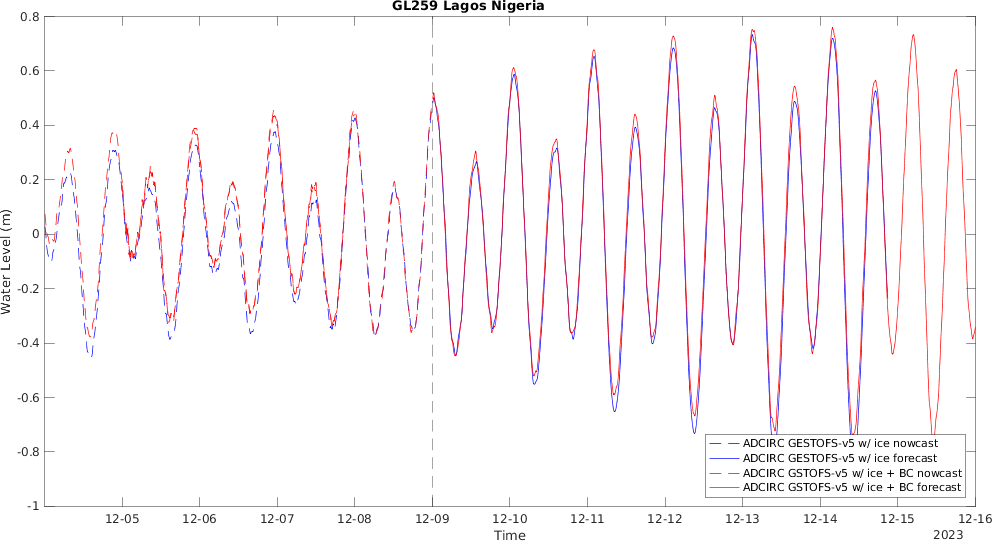 GL259 Lagos Nigeria
0.8
0.6
0.4
0.2
0
-0.2
-0.4
-0.6
-0.8
-1
Water Level (m)
ADCIRC GESTOFS-v5 w/ ice nowcast
ADCIRC GESTOFS-v5 w/ ice forecast
ADCIRC GSTOFS-v5 w/ ice + BC nowcast
ADCIRC GSTOFS-v5 w/ ice + BC forecast
12-05 12-06 12-07 12-08 12-09 12-10 12-11 12-12 12-13 12-14 12-15 12-16
Time
2023